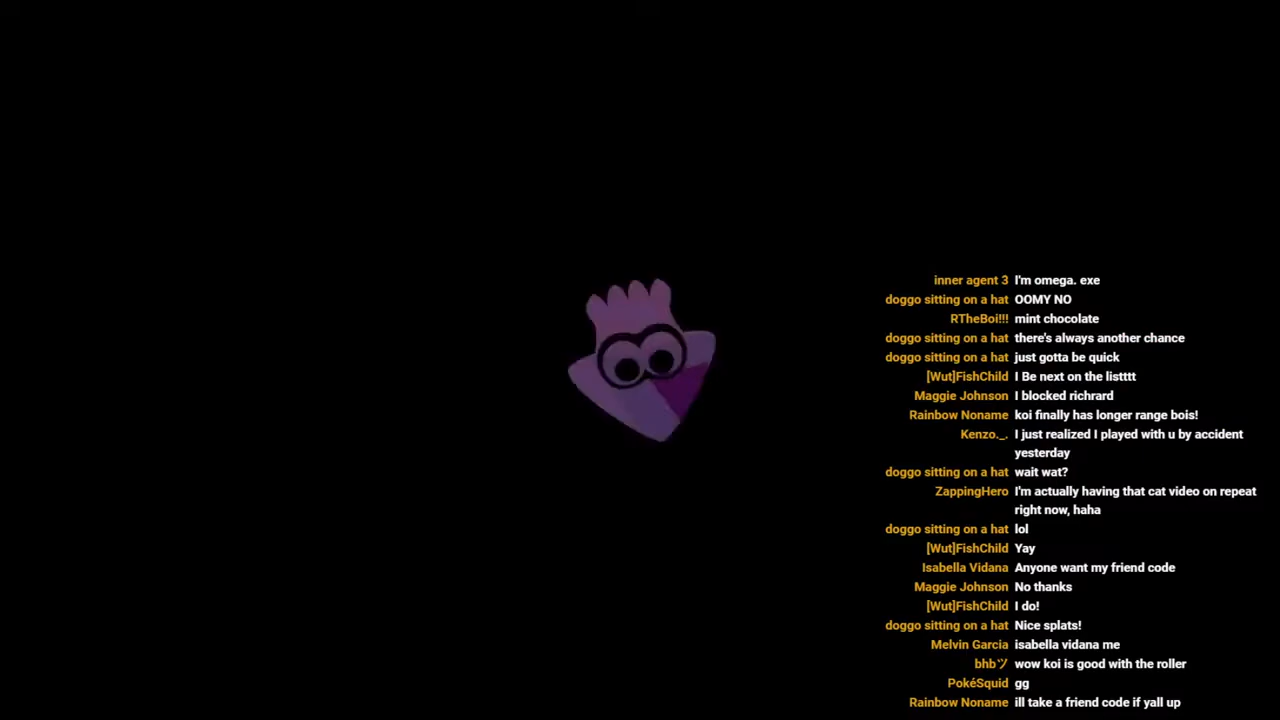 inner agent 3 I'm omega. exe
doggo sitting on a hat OOMY NO
RTheBoi!!! mint chocolate
doggo sitting on a hat there's always another chance
doggo sitting on a hat just gotta be quick
[Wut]FishChild I Be next on the listttt
Maggie Johnson I blocked richrard
Rainbow Noname koi finally has longer range bois!
Kenzo._. I just realized I played with u by accident
yesterday
doggo sitting on a hat wait wat?
ZappingHero I'm actually having that cat video on repeat
right now, haha
doggo sitting on a hat lol
[Wut]FishChild Yay
Isabella Vidana Anyone want my friend code
Maggie Johnson No thanks
[Wut]FishChild I do!
doggo sitting on a hat Nice splats!
Melvin Garcia isabella vidana me
bhbツ wow koi is good with the roller
PokéSquid gg
Rainbow Noname ill take a friend code if yall up